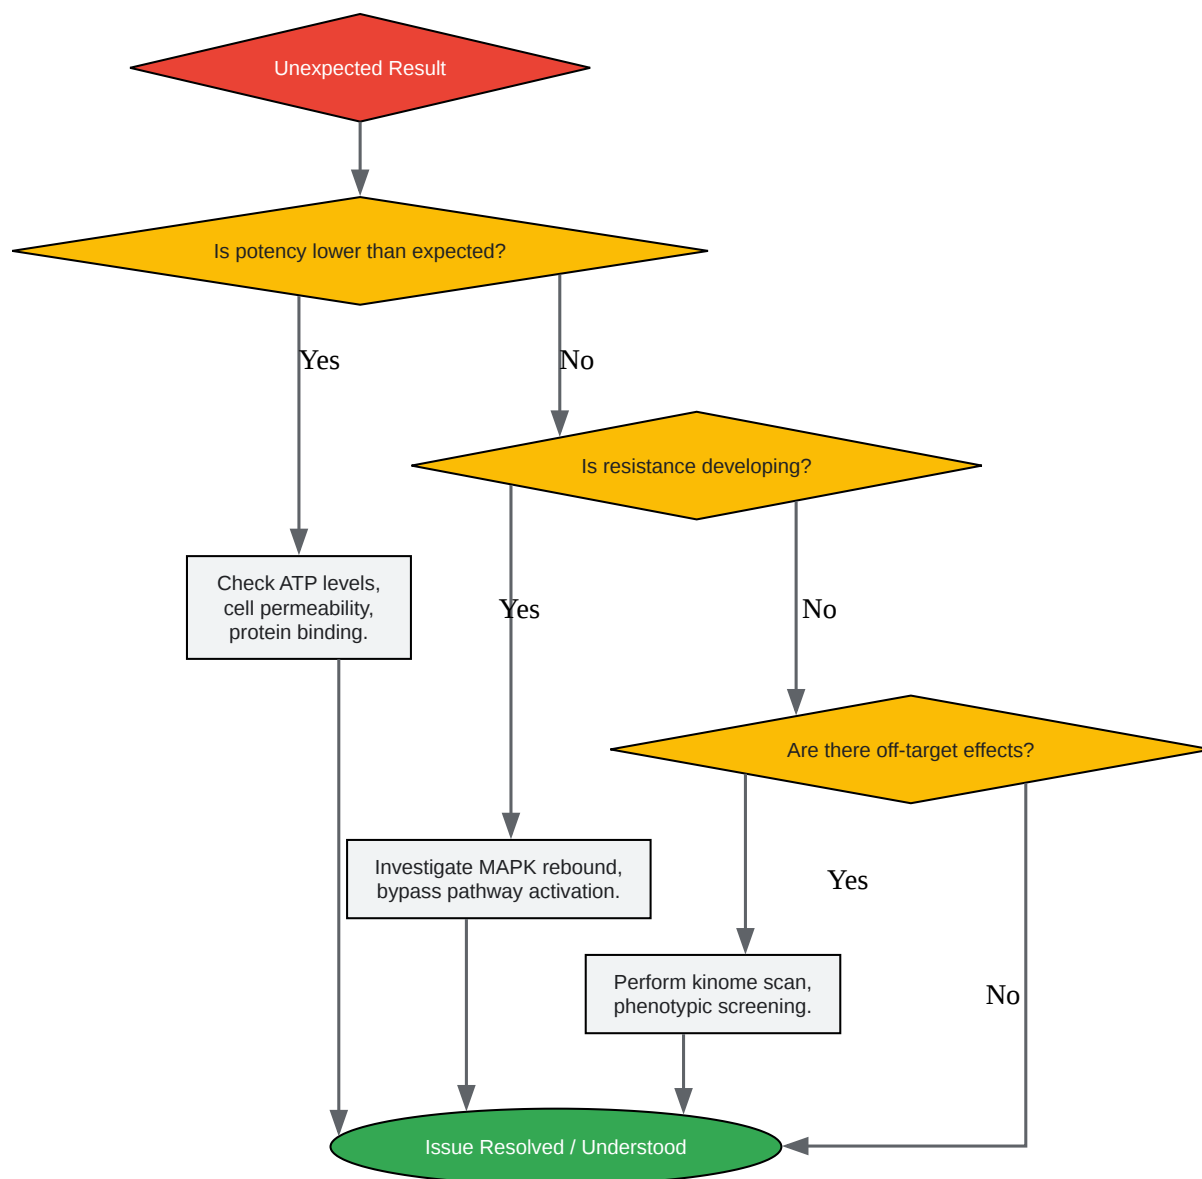 Unexpected Result
Is potency lower than expected?
Yes
No
Is resistance developing?
Check ATP levels,
cell permeability,
protein binding.
Yes
No
Are there off-target effects?
Investigate MAPK rebound,
bypass pathway activation.
Yes
Perform kinome scan,
phenotypic screening.
No
Issue Resolved / Understood